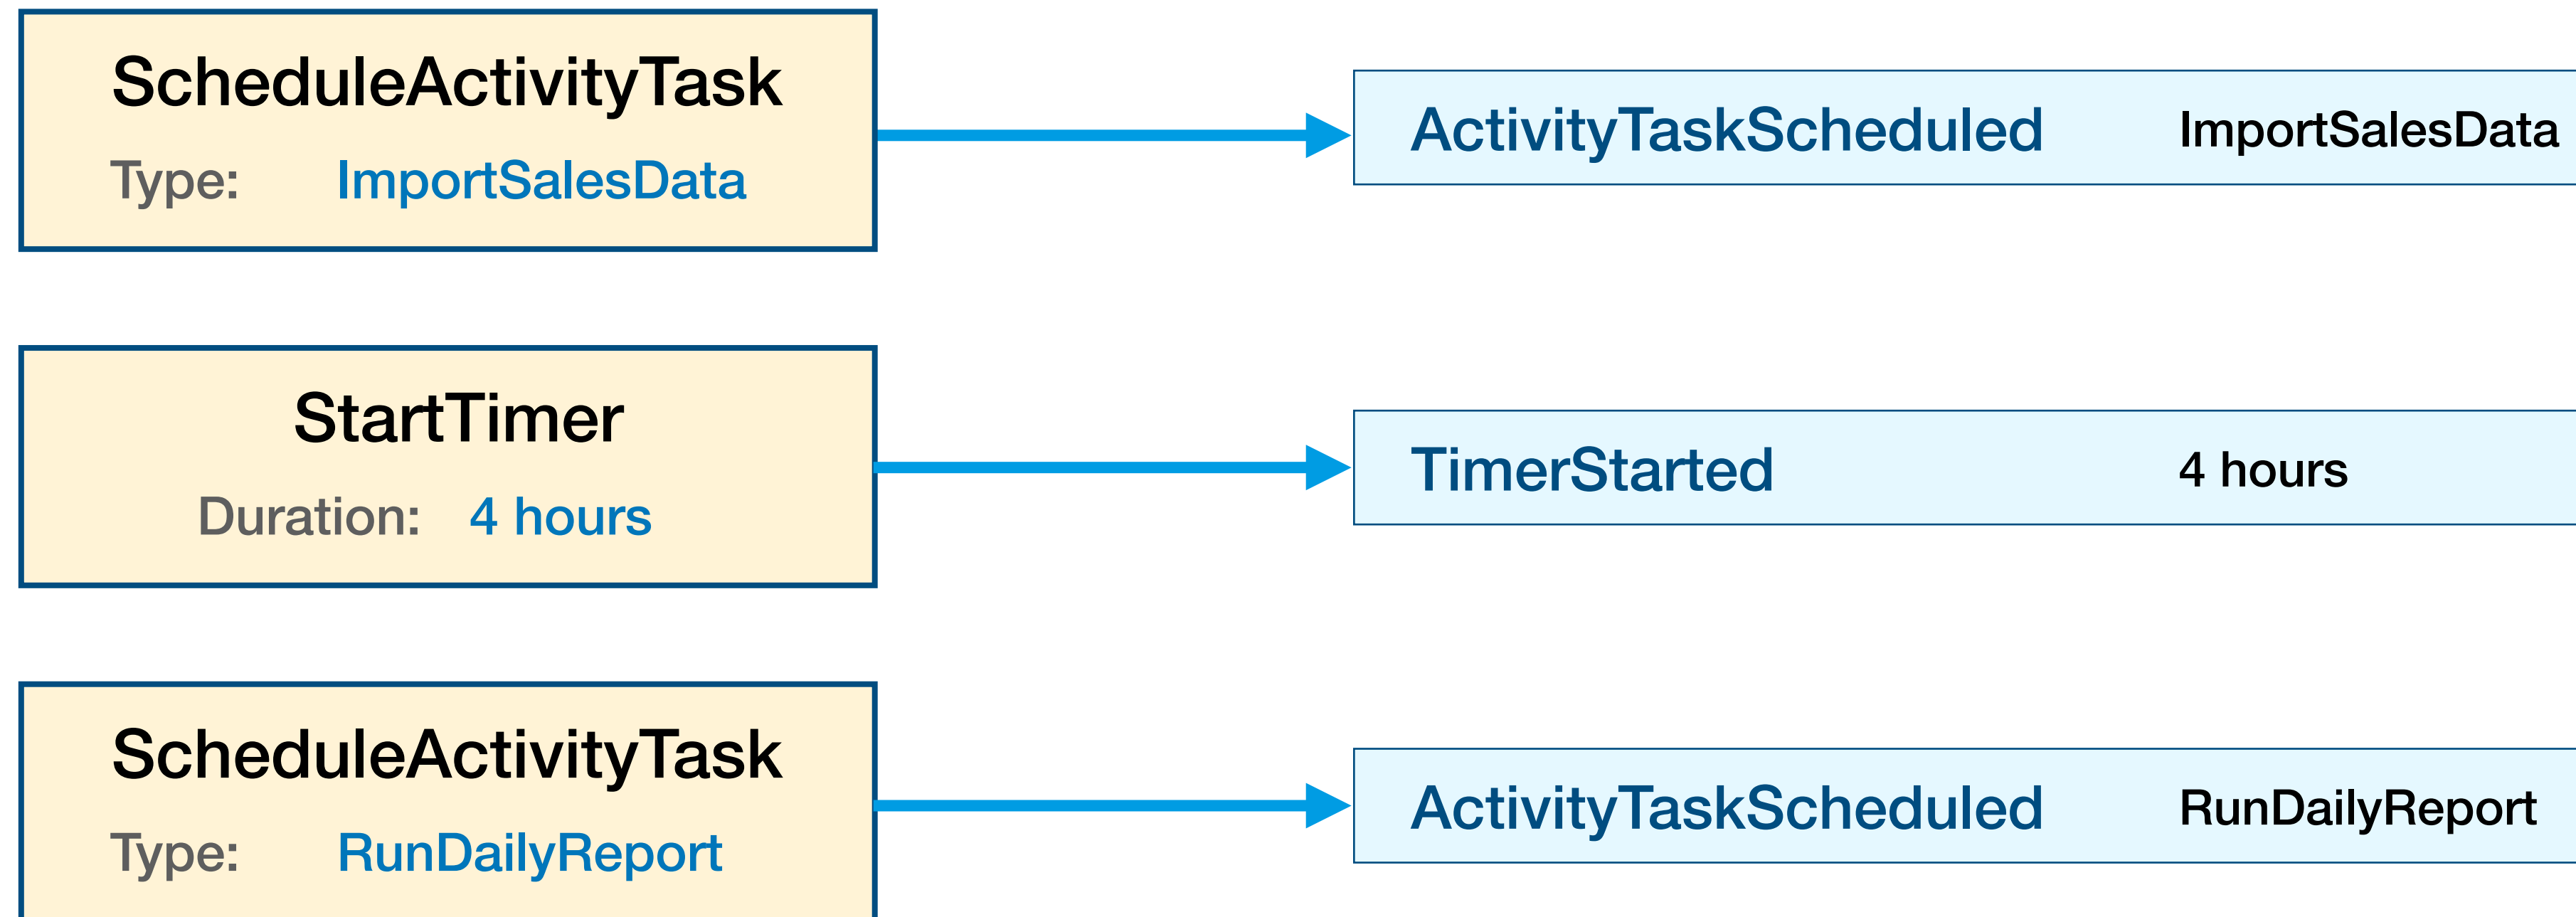 ScheduleActivityTask
Type: ImportSalesData
ActivityTaskScheduled ImportSalesData
StartTimer
Duration: 4 hours
TimerStarted 4 hours
ScheduleActivityTask
Type: RunDailyReport
ActivityTaskScheduled RunDailyReport